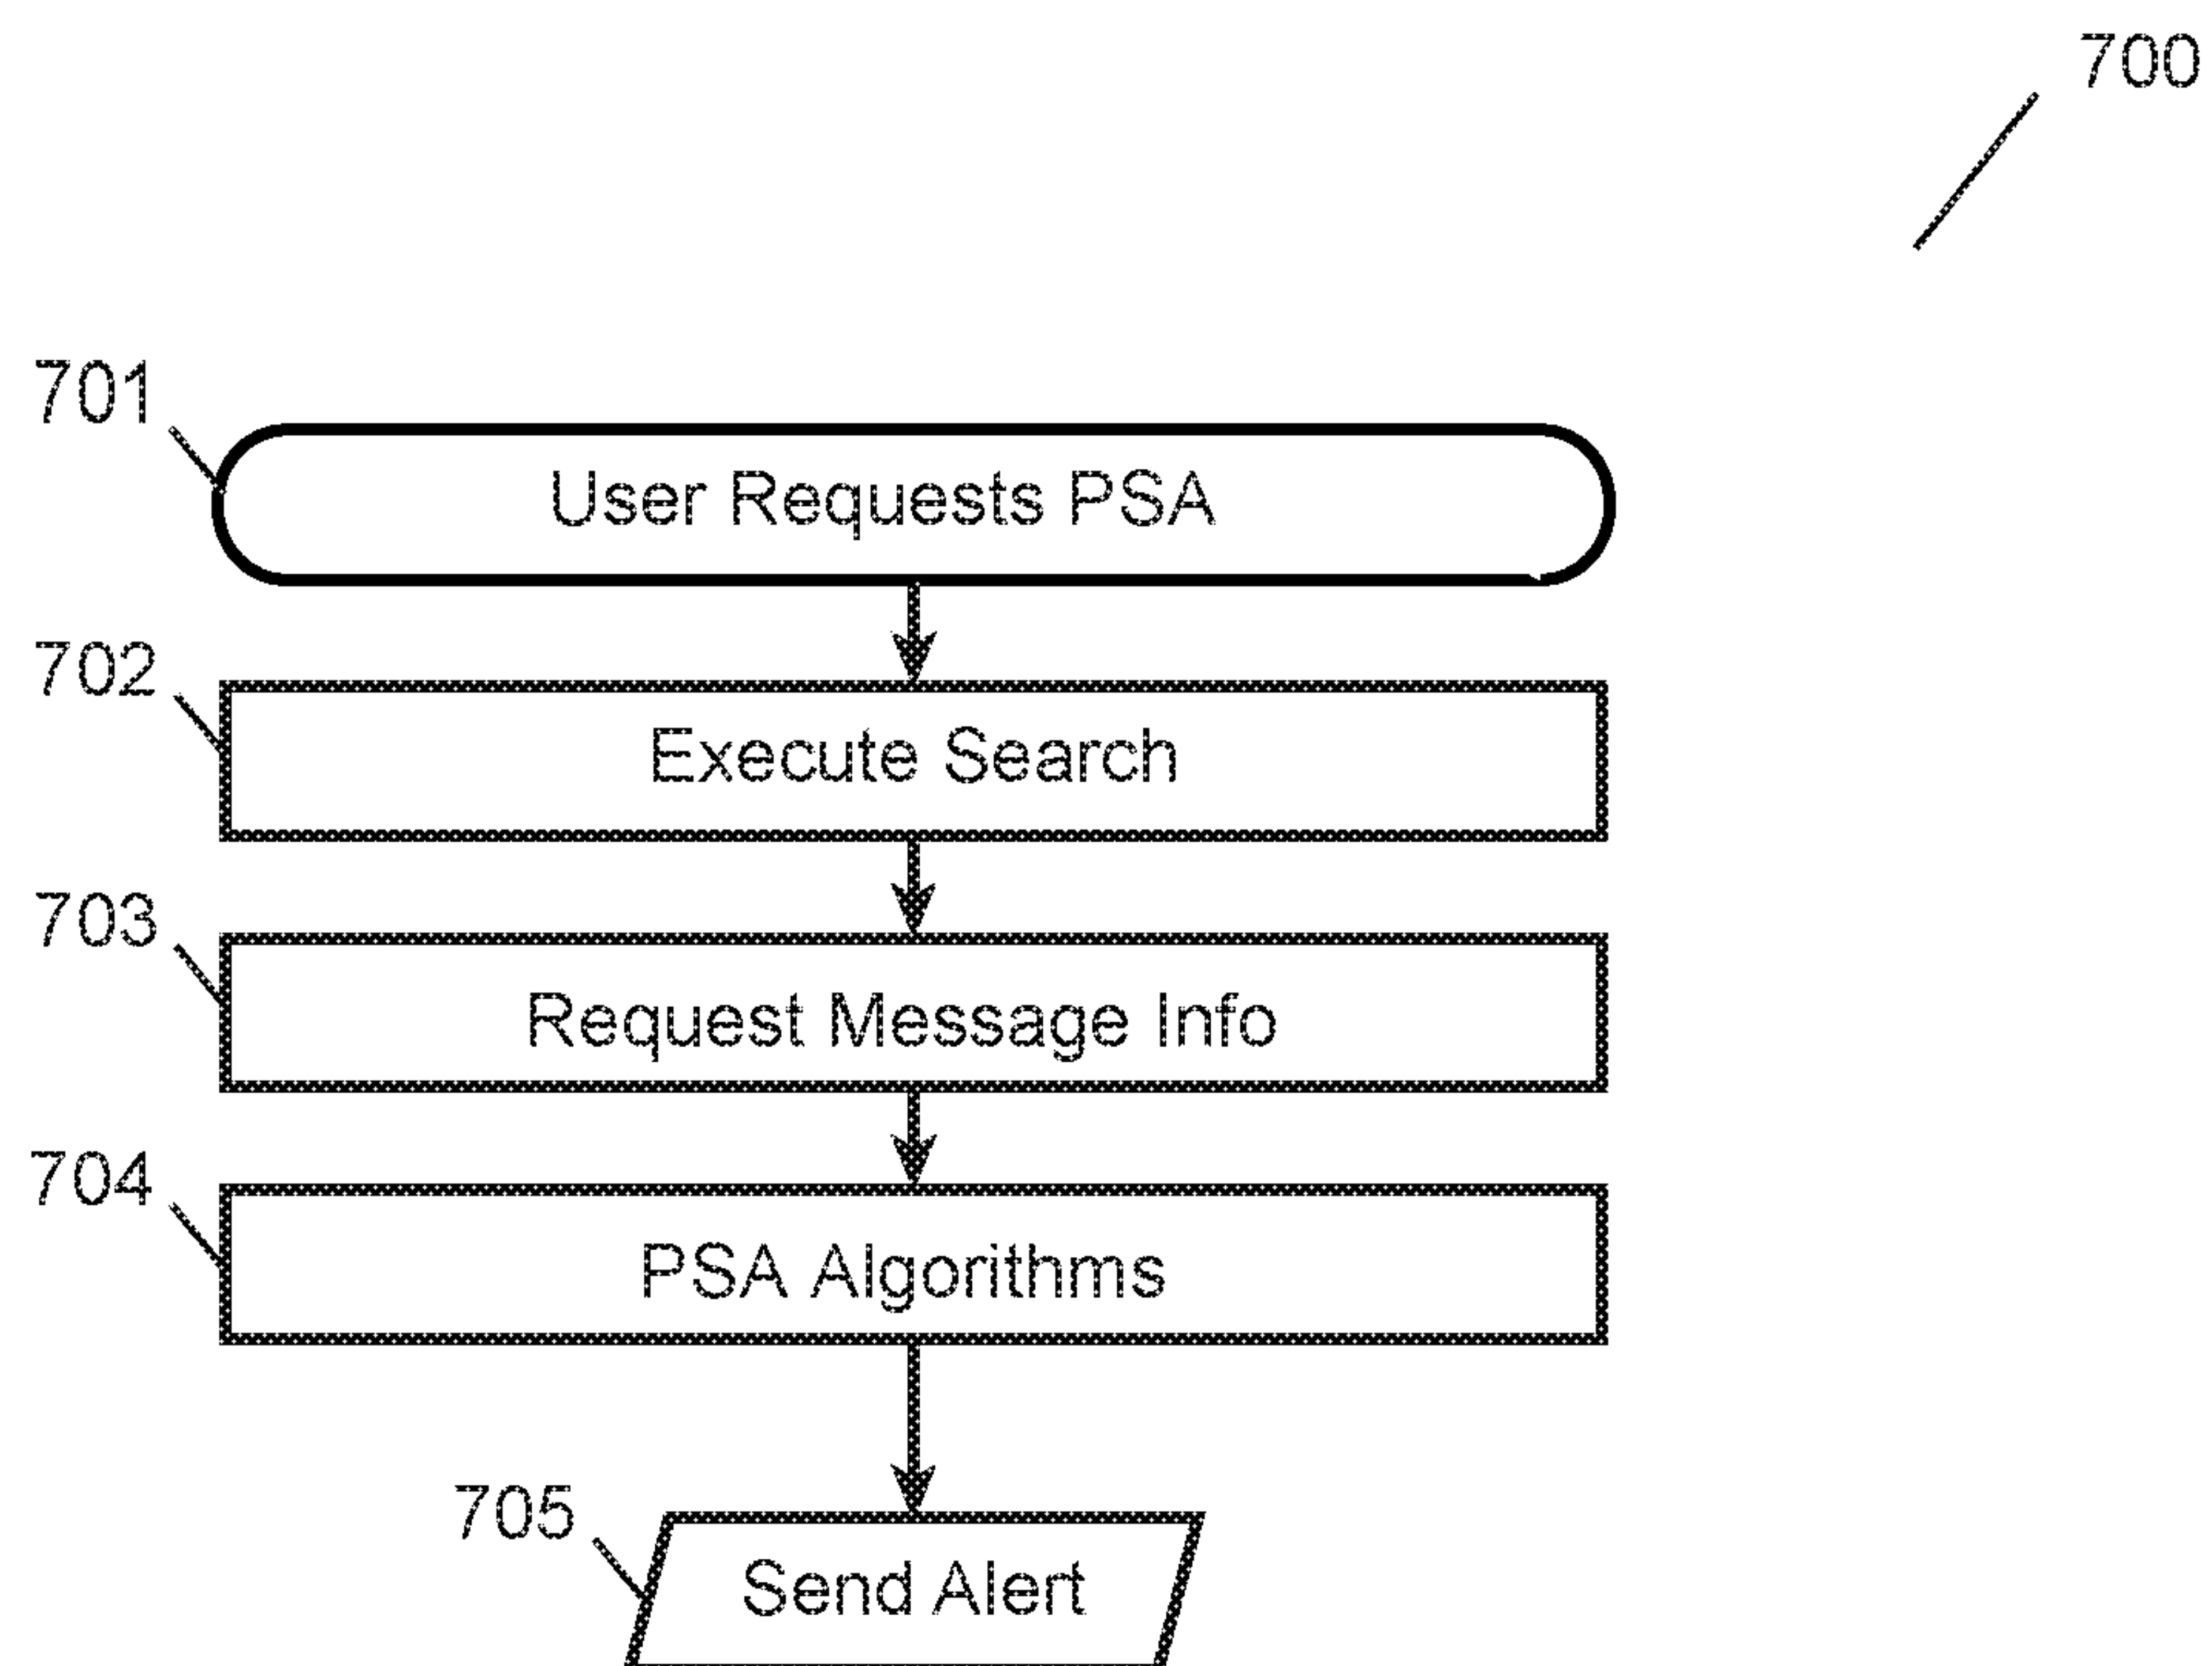 700
701
User Requests PSA
702
Execute Search
703
Request Message Info
704
PSA Algorithms
705
Send Alert